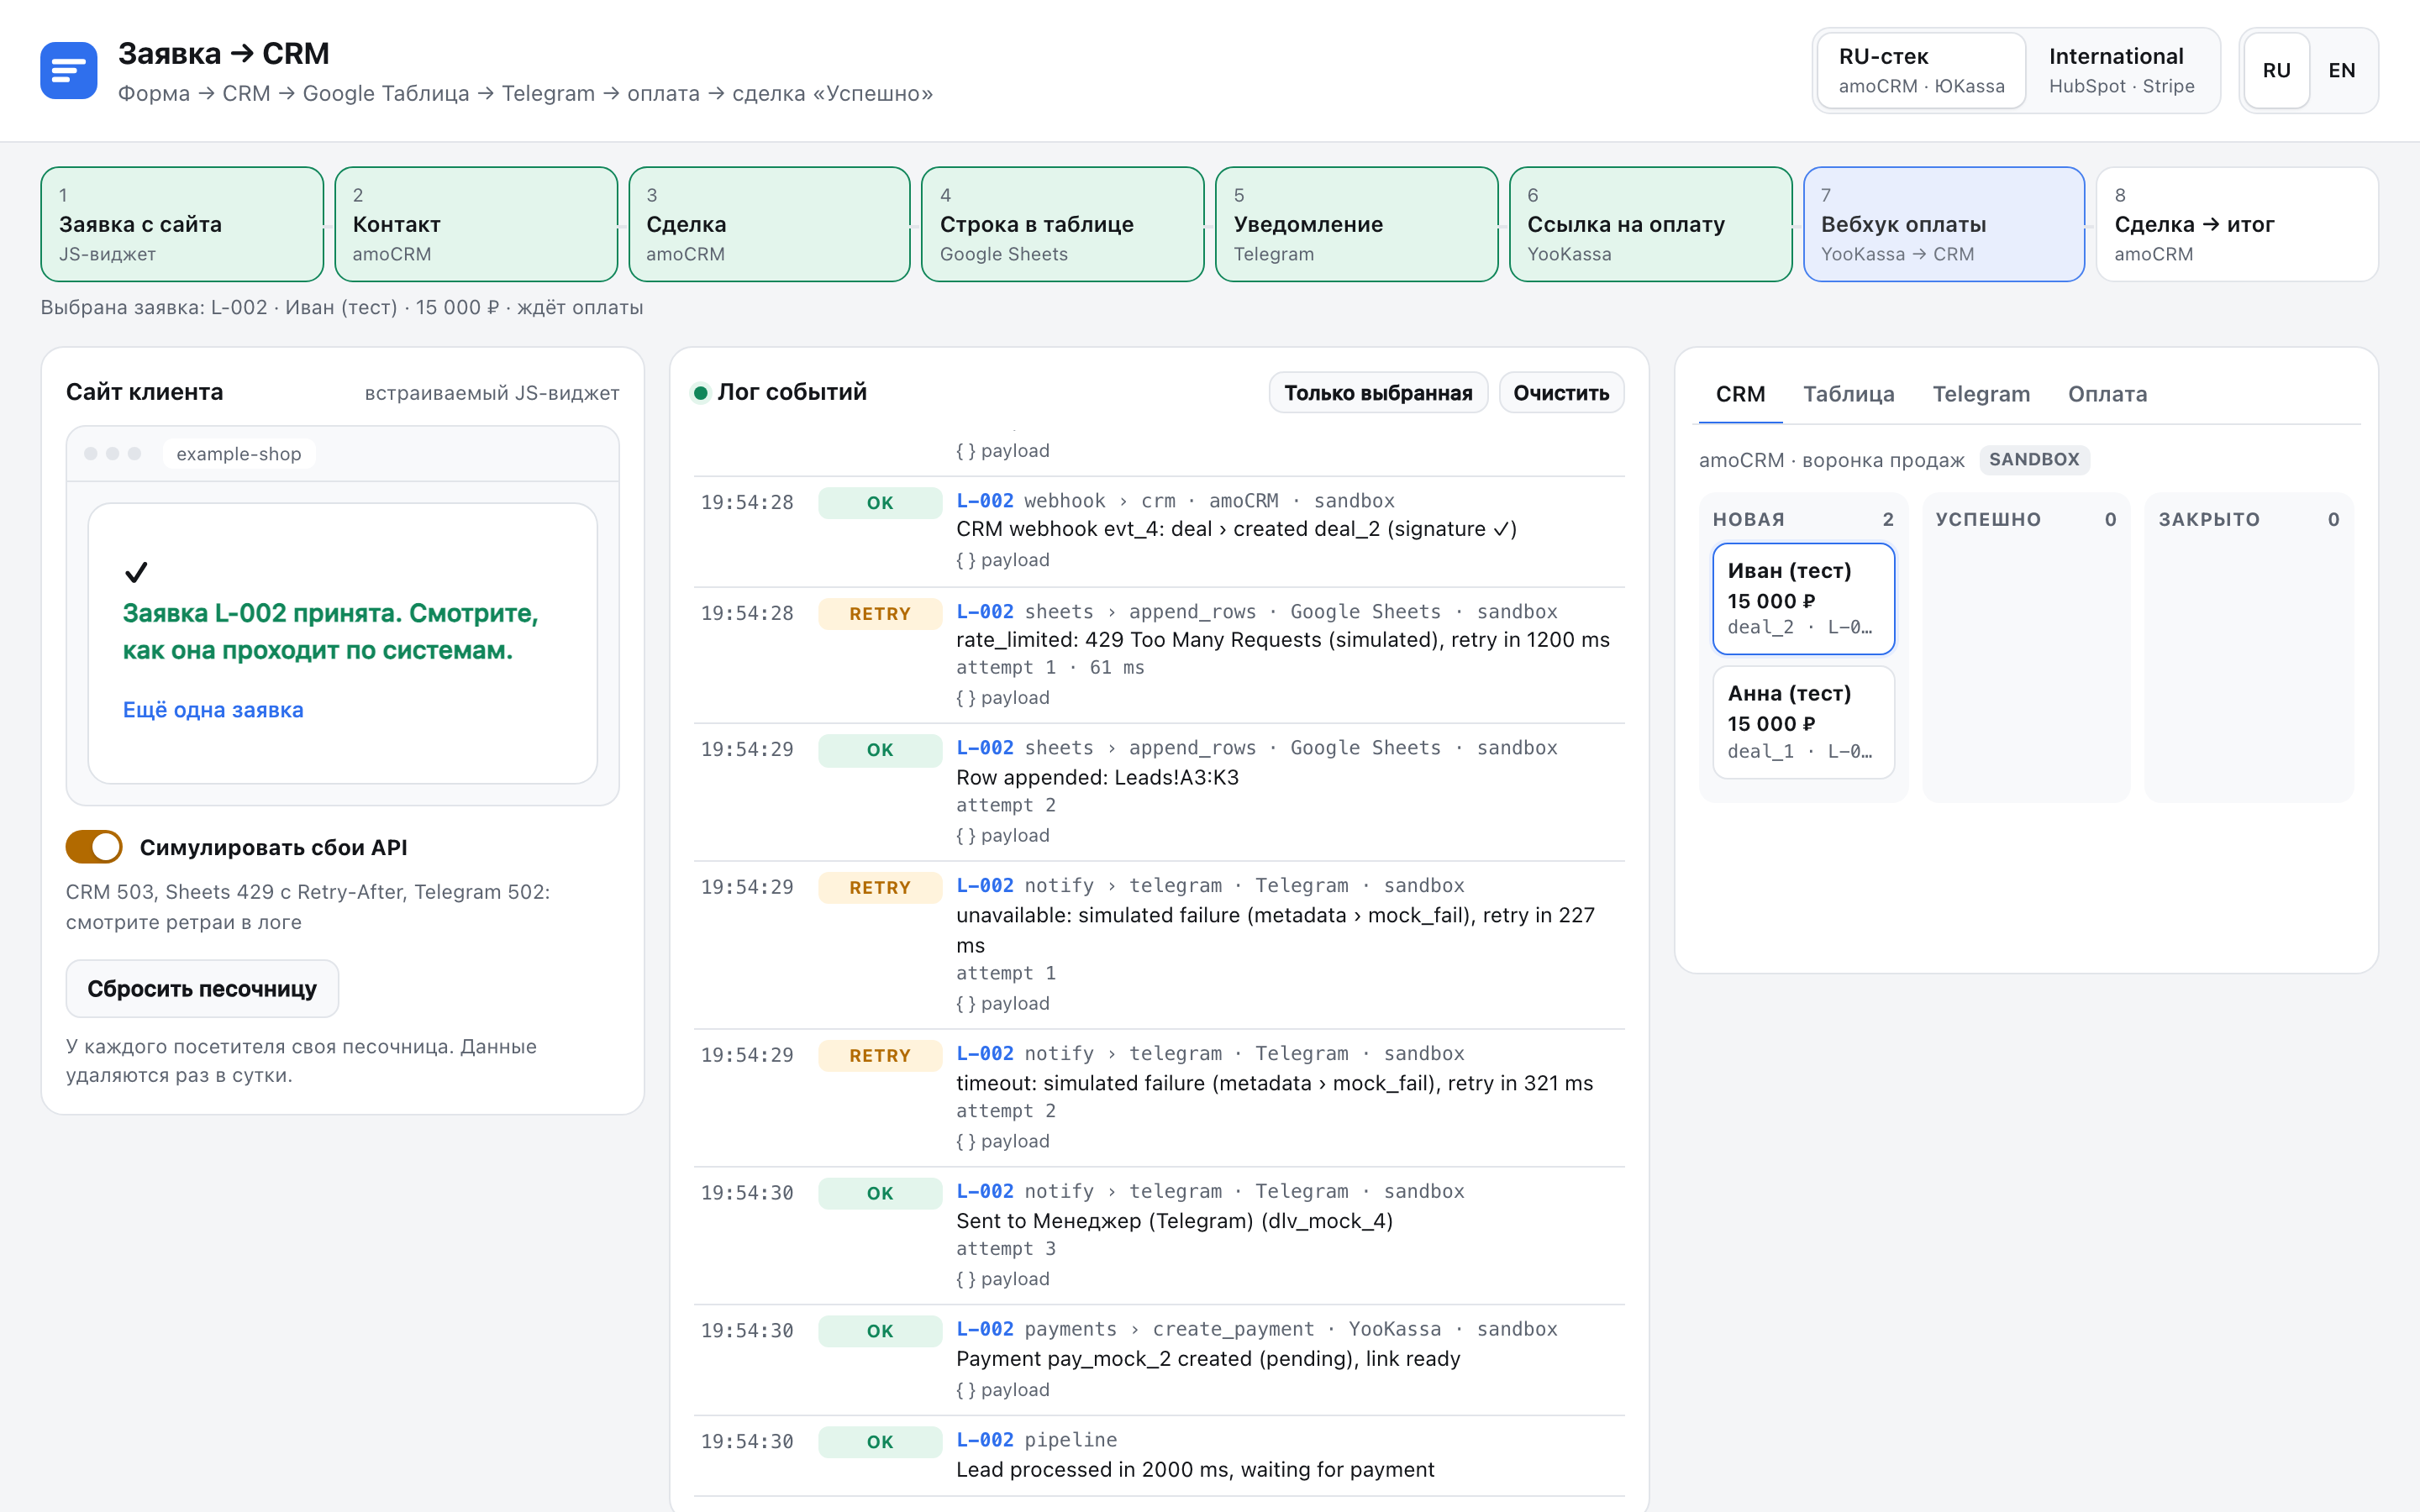 Заявка → CRM
Форма → CRM → Google Таблица → Telegram → оплата → сделка «Успешно»
RU-стек
amoCRM · ЮKassa
International
HubSpot · Stripe
RU
EN
1
Заявка с сайта
JS-виджет
2
Контакт
amoCRM
3
Сделка
amoCRM
4
Строка в таблице
Google Sheets
5
Уведомление
Telegram
6
Ссылка на оплату
YooKassa
7
Вебхук оплаты
YooKassa → CRM
8
Сделка → итог
amoCRM
Выбрана заявка: L-002 · Иван (тест) · 15 000 ₽ · ждёт оплаты
Сайт клиента
встраиваемый JS-виджет
example-shop
✓
Заявка L-002 принята. Смотрите,
как она проходит по системам.
Ещё одна заявка
Симулировать сбои API
CRM 503, Sheets 429 с Retry-After, Telegram 502:
смотрите ретраи в логе
Сбросить песочницу
У каждого посетителя своя песочница. Данные
удаляются раз в сутки.
Лог событий
Только выбранная
Очистить
{ } payload
19:54:28 OK L-002 webhook › crm · amoCRM · sandbox
CRM webhook evt_4: deal › created deal_2 (signature ✓)
{ } payload
19:54:28 RETRY L-002 sheets › append_rows · Google Sheets · sandbox
rate_limited: 429 Too Many Requests (simulated), retry in 1200 ms
attempt 1 · 61 ms
{ } payload
19:54:29 OK L-002 sheets › append_rows · Google Sheets · sandbox
Row appended: Leads!A3:K3
attempt 2
{ } payload
19:54:29 RETRY L-002 notify › telegram · Telegram · sandbox
unavailable: simulated failure (metadata › mock_fail), retry in 227
ms
attempt 1
{ } payload
19:54:29 RETRY L-002 notify › telegram · Telegram · sandbox
timeout: simulated failure (metadata › mock_fail), retry in 321 ms
attempt 2
{ } payload
19:54:30 OK L-002 notify › telegram · Telegram · sandbox
Sent to Менеджер (Telegram) (dlv_mock_4)
attempt 3
{ } payload
19:54:30 OK L-002 payments › create_payment · YooKassa · sandbox
Payment pay_mock_2 created (pending), link ready
{ } payload
19:54:30 OK L-002 pipeline
Lead processed in 2000 ms, waiting for payment
CRM
Таблица
Telegram
Оплата
amoCRM · воронка продаж SANDBOX
НОВАЯ 2
Иван (тест)
15 000 ₽
deal_2 · L-0…
Анна (тест)
15 000 ₽
deal_1 · L-0…
УСПЕШНО 0
ЗАКРЫТО 0